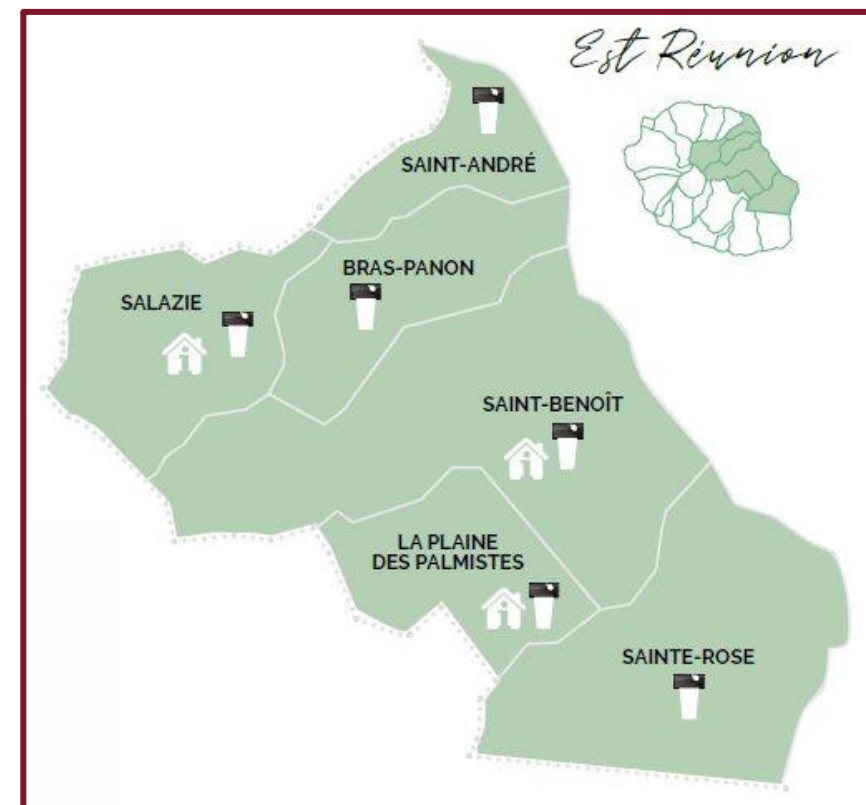 Est Réunion
SAINT-ANDRÉ
BRAS-PANON
SALAZIE
SAINT-BENOÎT
LA PLAINE
DES PALMISTES
SAINTE-ROSE